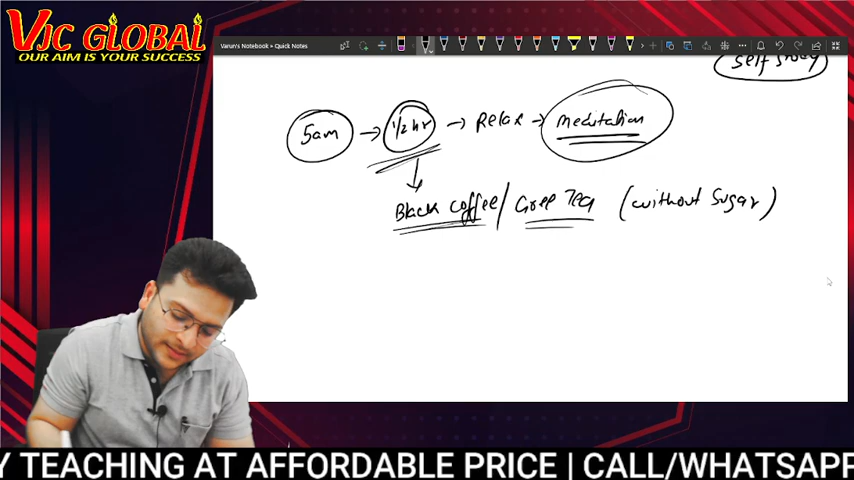 VJC GLOBAL
OUR AIM IS YOUR SUCCESS
Varun's Notebook » Quick Notes
Self Study
5am → 1/2 hr → Relax → Meditation
Black coffee / Gree Tea (without Sugar)
Y TEACHING AT AFFORDABLE PRICE | CALL/WHATSAPP